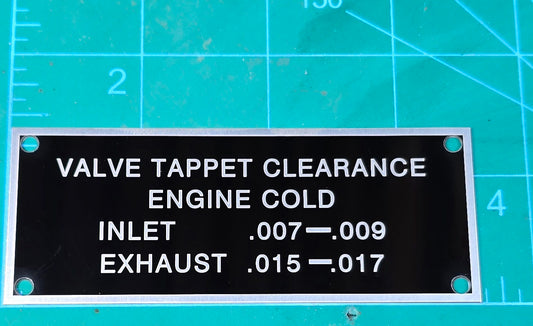 150
2
VALVE TAPPET CLEARANCE
ENGINE COLD
INLET .007—.009
4
EXHAUST .015—.017